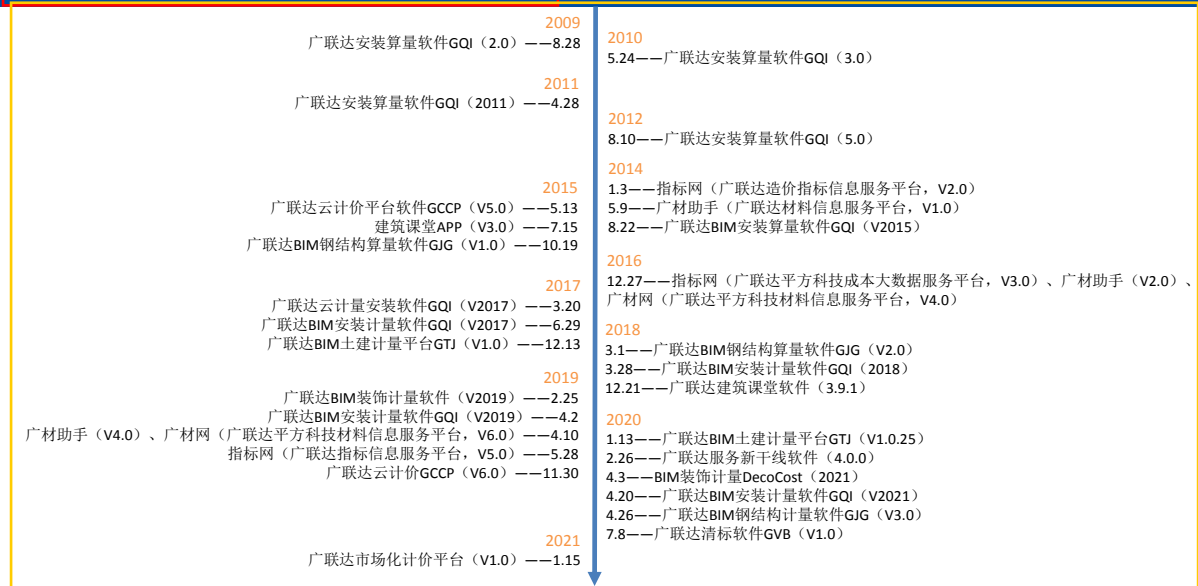 2009
广联达安装算量软件GQI（2.0）——8.28
2010
5.24——广联达安装算量软件GQI（3.0）
2011
广联达安装算量软件GQI（2011）——4.28
2012
8.10——广联达安装算量软件GQI（5.0）
2014
1.3——指标网（广联达造价指标信息服务平台，V2.0）
5.9——广材助手（广联达材料信息服务平台，V1.0）
8.22——广联达BIM安装算量软件GQI（V2015）
2015
广联达云计价平台软件GCCP（V5.0）——5.13
建筑课堂APP（V3.0）——7.15
广联达BIM钢结构算量软件GJG（V1.0）——10.19
2016
12.27——指标网（广联达平方科技成本大数据服务平台，V3.0）、广材助手（V2.0）、
广材网（广联达平方科技材料信息服务平台，V4.0）
2017
广联达云计量安装软件GQI（V2017）——3.20
广联达BIM安装计量软件GQI（V2017）——6.29
广联达BIM土建计量平台GTJ（V1.0）——12.13
2018
3.1——广联达BIM钢结构算量软件GJG（V2.0）
3.28——广联达BIM安装计量软件GQI（2018）
12.21——广联达建筑课堂软件（3.9.1）
2019
广联达BIM装饰计量软件（V2019）——2.25
广联达BIM安装计量软件GQI（V2019）——4.2
广材助手（V4.0）、广材网（广联达平方科技材料信息服务平台，V6.0）——4.10
指标网（广联达指标信息服务平台，V5.0）——5.28
广联达云计价GCCP（V6.0）——11.30
2020
1.13——广联达BIM土建计量平台GTJ（V1.0.25）
2.26——广联达服务新干线软件（4.0.0）
4.3——BIM装饰计量DecoCost（2021）
4.20——广联达BIM安装计量软件GQI（V2021）
4.26——广联达BIM钢结构计量软件GJG（V3.0）
7.8——广联达清标软件GVB（V1.0）
2021
广联达市场化计价平台（V1.0）——1.15